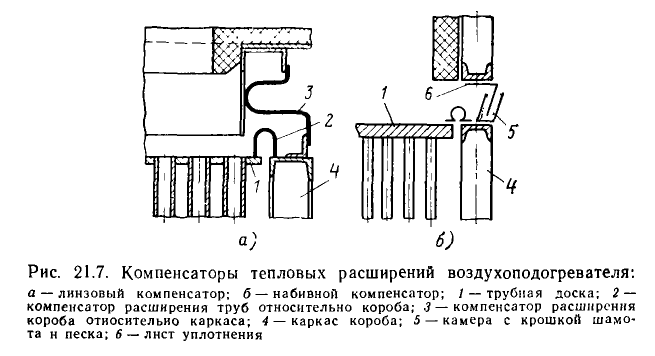 3
2
1
4
а)
6
1
5
4
б)
Рис. 21.7. Компенсаторы тепловых расширений воздухоподогревателя:
а — линзовый компенсатор; б — набивной компенсатор; 1 — трубная доска; 2 —
компенсатор расширения труб относительно короба; 3 — компенсатор расширения
короба относительно каркаса; 4 — каркас короба; 5 — камера с крошкой шамо-
та и песка; 6 — лист уплотнения